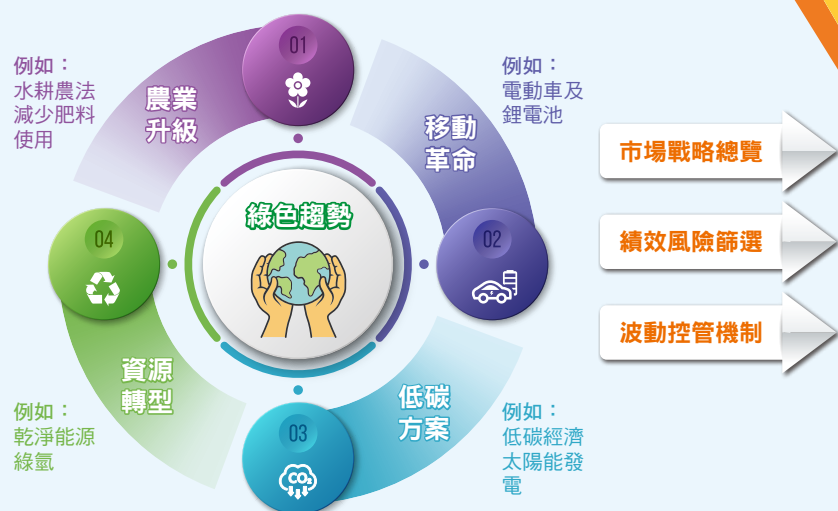 01
例如：
水耕農法
減少肥料
使用
農業
升級
移動
革命
例如：
電動車及
鋰電池
綠色趨勢
04
02
資源
轉型
低碳
方案
例如：
乾淨能源
綠氫
03
CO2
例如：
低碳經濟
太陽能發
電
市場戰略總覽
績效風險篩選
波動控管機制